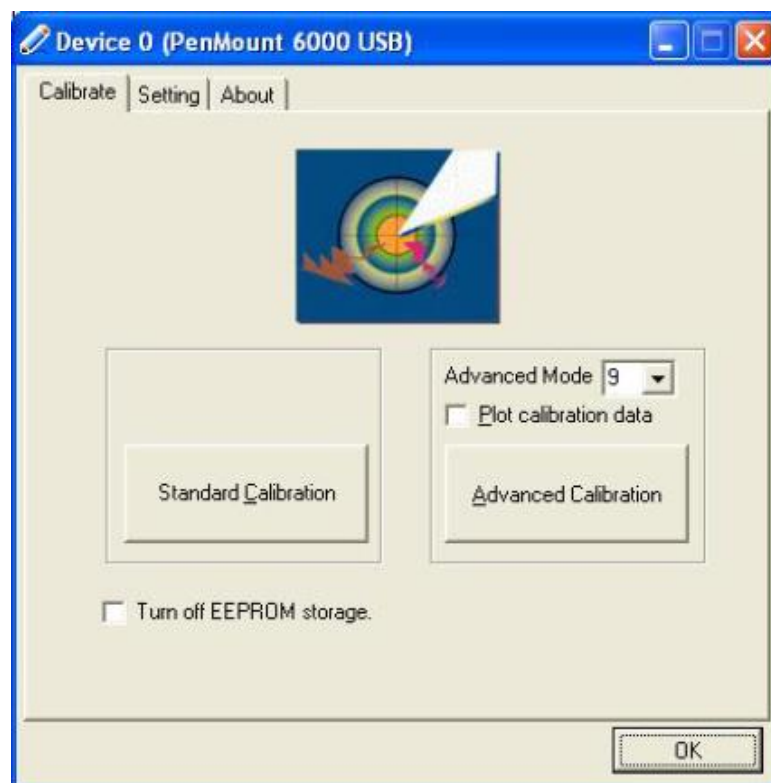 Device 0 (PenMount 6000 USB)
Calibrate Setting About
Advanced Mode 9
Plot calibration data
Standard Calibration Advanced Calibration
Turn off EEPROM storage.
OK